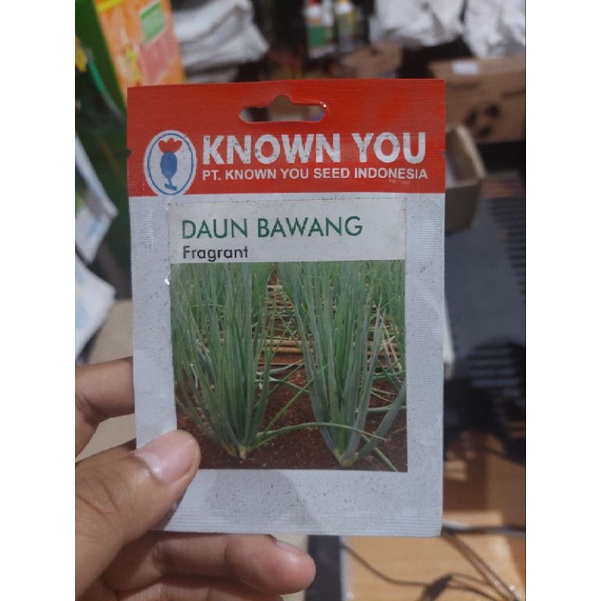 KNOWN YOU
PT. KNOWN YOU SEED INDONESIA
DAUN BAWANG
Fragrant